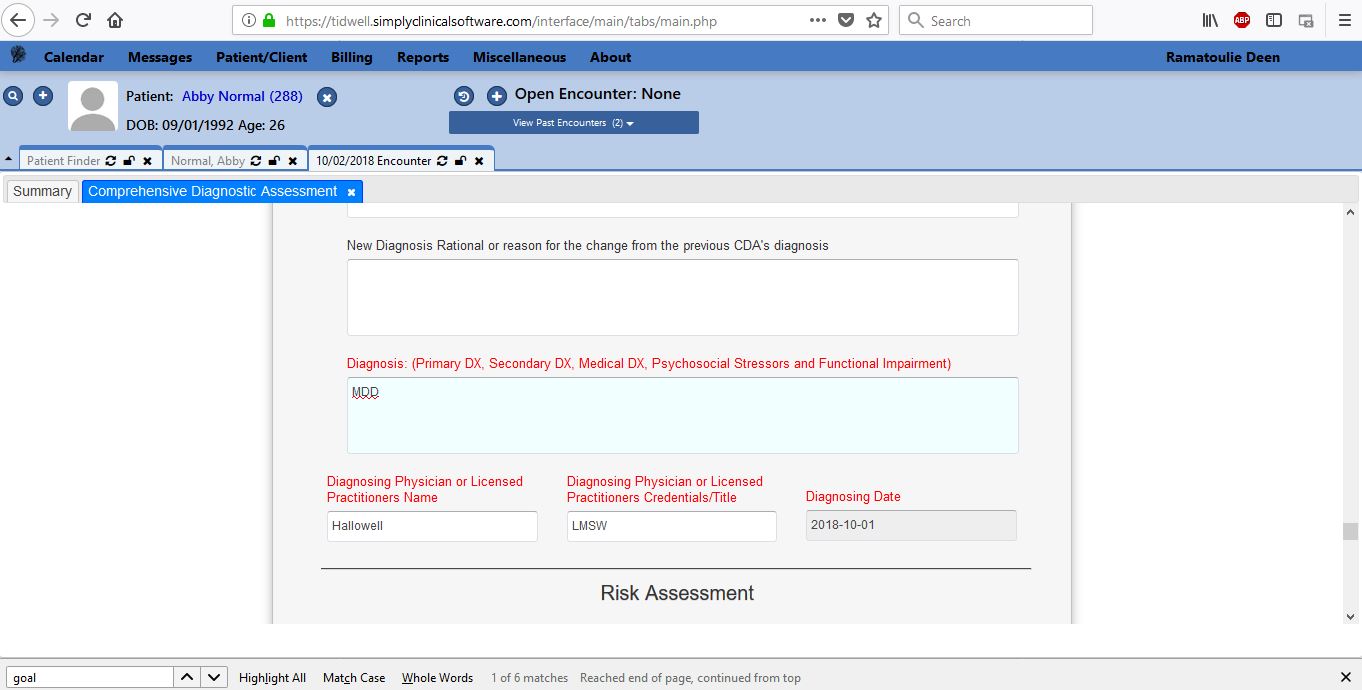 https://tidwell.simplyclinicalsoftware.com/interface/main/tabs/main.php
Search
ABP
Calendar Messages Patient/Client Billing Reports Miscellaneous About Ramatoulie Deen
Patient: Abby Normal (288)
DOB: 09/01/1992 Age: 26
Open Encounter: None
View Past Encounters (2)
Patient Finder Normal, Abby 10/02/2018 Encounter
Summary Comprehensive Diagnostic Assessment
New Diagnosis Rational or reason for the change from the previous CDA's diagnosis
Diagnosis: (Primary DX, Secondary DX, Medical DX, Psychosocial Stressors and Functional Impairment)
MDD
Diagnosing Physician or Licensed
Practitioners Name
Diagnosing Physician or Licensed
Practitioners Credentials/Title
Diagnosing Date
Hallowell LMSW 2018-10-01
Risk Assessment
goal Highlight All Match Case Whole Words 1 of 6 matches Reached end of page, continued from top